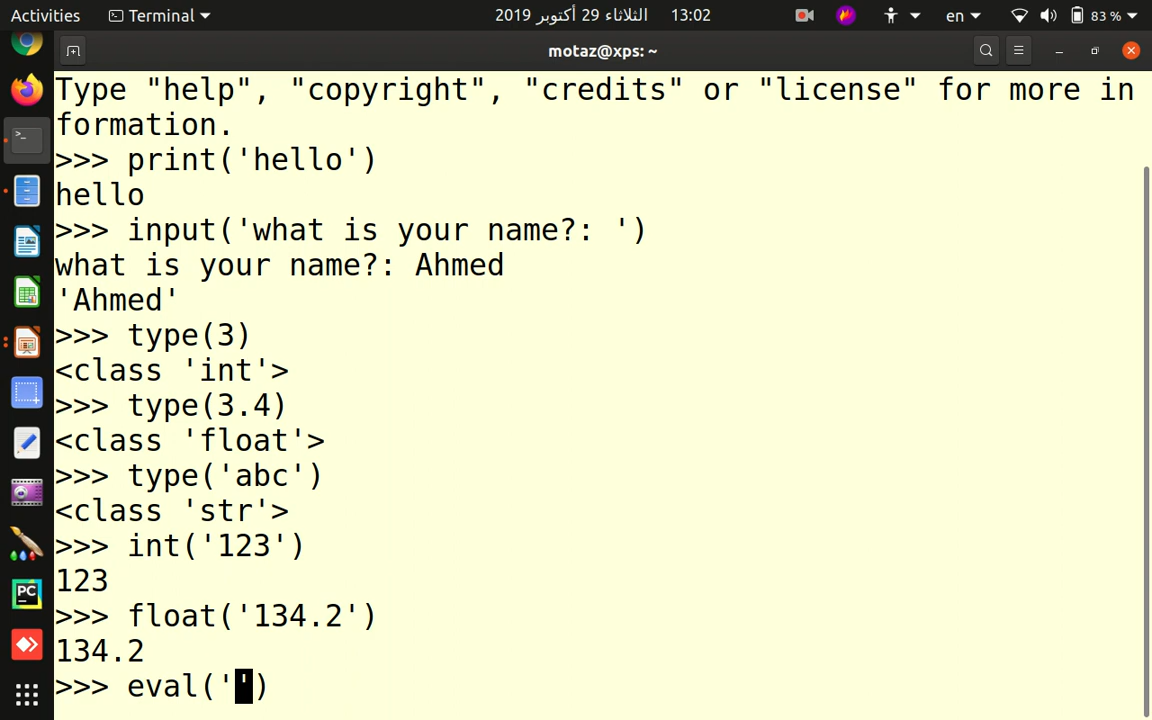 Activities Terminal الثلاثاء 29 أكتوبر 2019 13:02 en 83 %
motaz@xps: ~
Type "help", "copyright", "credits" or "license" for more in
formation.
>>> print('hello')
hello
>>> input('what is your name?: ')
what is your name?: Ahmed
'Ahmed'
>>> type(3)
<class 'int'>
>>> type(3.4)
<class 'float'>
>>> type('abc')
<class 'str'>
>>> int('123')
123
>>> float('134.2')
134.2
>>> eval('')
PC